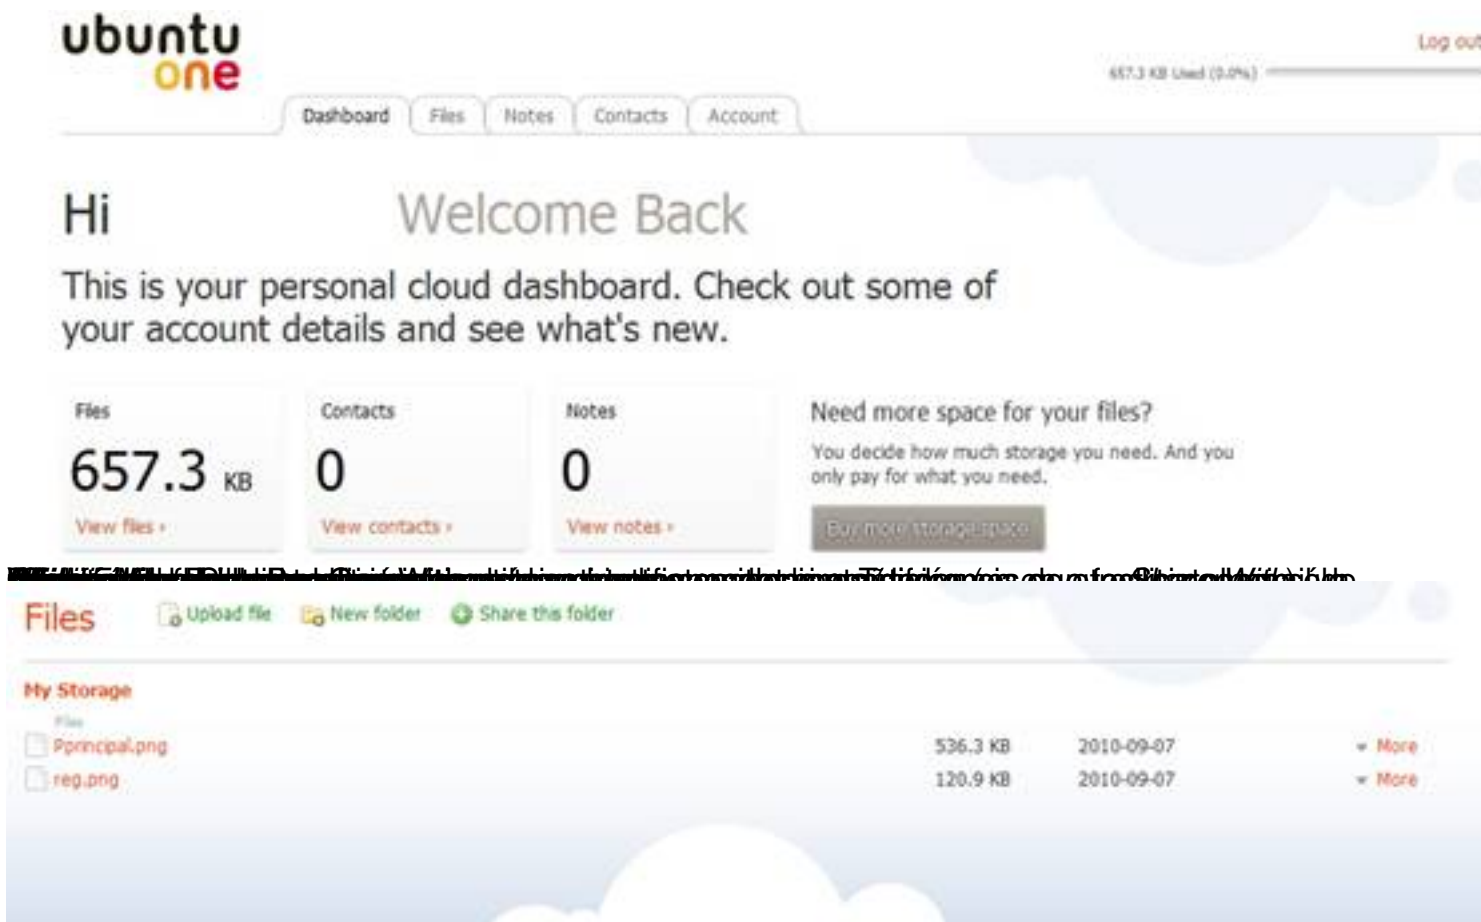 ubuntu
one
Log out
657.3 KB Used (0.0%)
Dashboard Files Notes Contacts Account
Hi Welcome Back
This is your personal cloud dashboard. Check out some of
your account details and see what's new.
Files Contacts Notes
657.3 KB 0 0
View files › View contacts › View notes ›
Need more space for your files?
You decide how much storage you need. And you
only pay for what you need.
Buy more storage space
Files Upload file New folder Share this folder
My Storage
Files
Pprincipal.png 536.3 KB 2010-09-07 More
reg.png 120.9 KB 2010-09-07 More